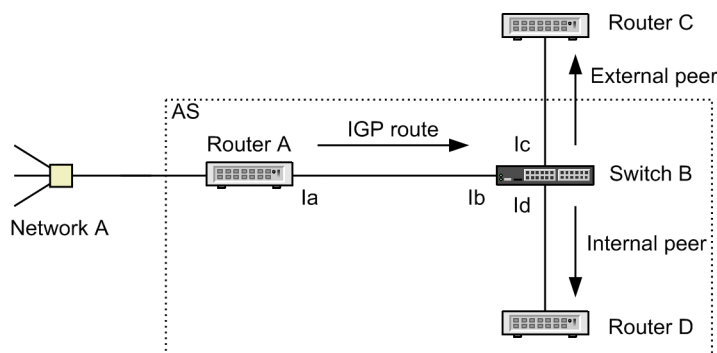 Router C
External peer
AS
Router A
IGP route
Ic
Switch B
Ia
Ib
Id
Network A
Internal peer
Router D